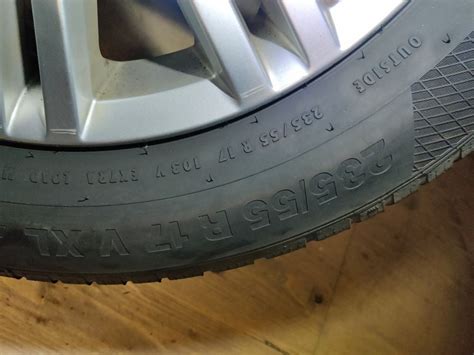 OUTSIDE
235/55 R 17 103 V EXTRA LOAD
235/55 R 17 V XL